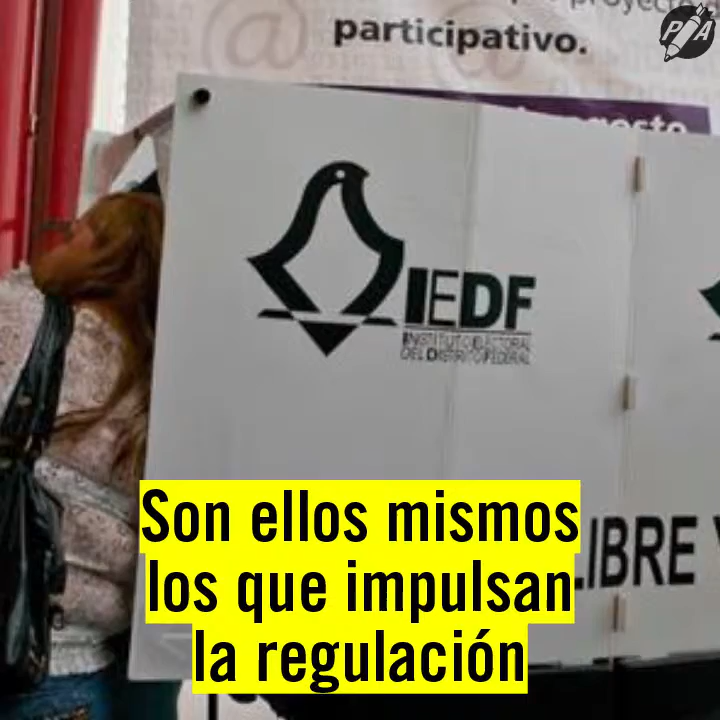 participativo.
P/A
IEDF
INSTITUTO ELECTORAL
DEL DISTRITO FEDERAL
LIBRE
Son ellos mismos
los que impulsan
la regulación